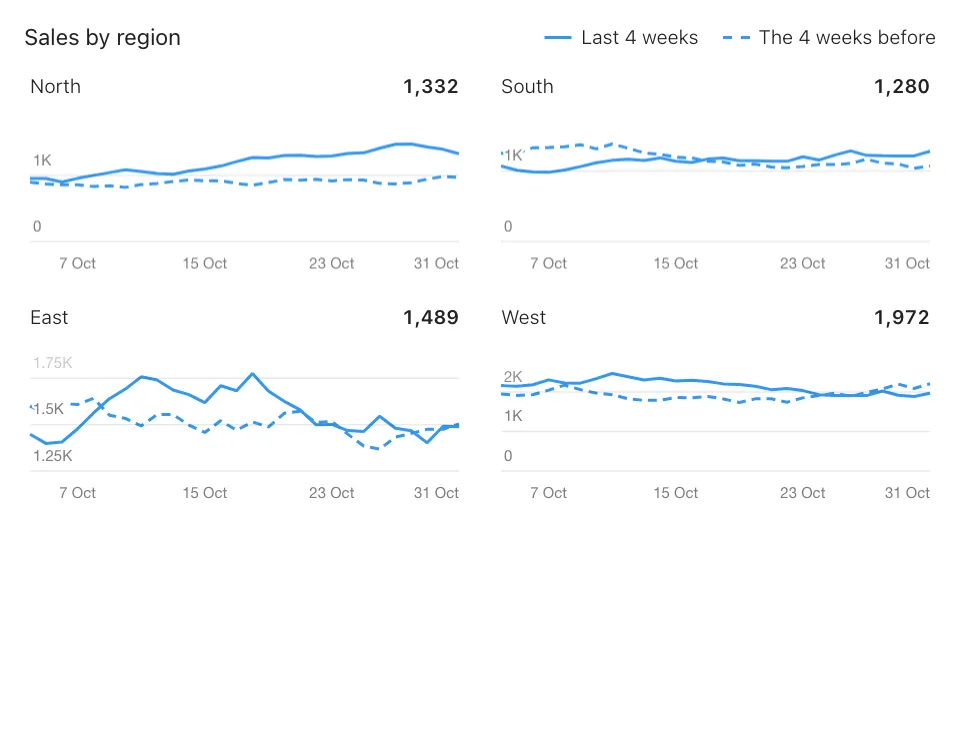 Sales by region
Last 4 weeks
The 4 weeks before
North
1,332
1K
0
7 Oct
15 Oct
23 Oct
31 Oct
South
1,280
1K
0
7 Oct
15 Oct
23 Oct
31 Oct
East
1,489
1.75K
1.5K
1.25K
7 Oct
15 Oct
23 Oct
31 Oct
West
1,972
2K
1K
0
7 Oct
15 Oct
23 Oct
31 Oct